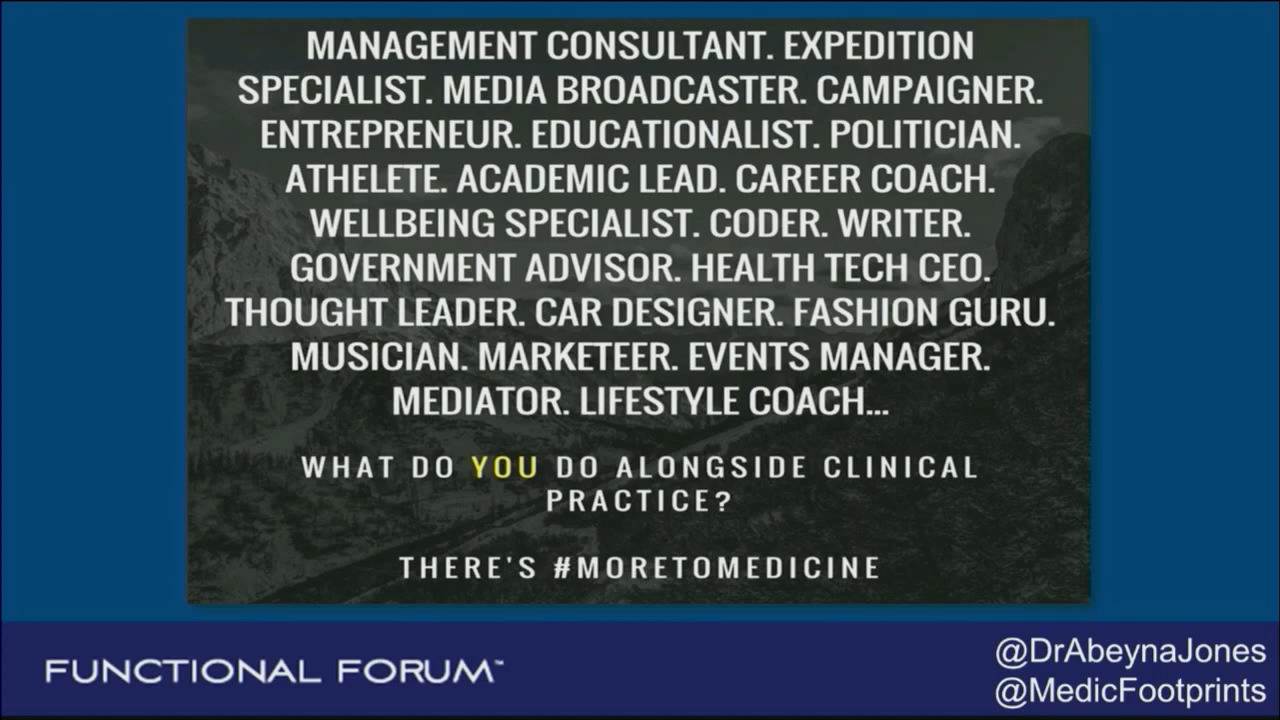 MANAGEMENT CONSULTANT. EXPEDITION
SPECIALIST. MEDIA BROADCASTER. CAMPAIGNER.
ENTREPRENEUR. EDUCATIONALIST. POLITICIAN.
ATHELETE. ACADEMIC LEAD. CAREER COACH.
WELLBEING SPECIALIST. CODER. WRITER.
GOVERNMENT ADVISOR. HEALTH TECH CEO.
THOUGHT LEADER. CAR DESIGNER. FASHION GURU.
MUSICIAN. MARKETEER. EVENTS MANAGER.
MEDIATOR. LIFESTYLE COACH...
WHAT DO YOU DO ALONGSIDE CLINICAL
PRACTICE?
THERE'S #MORETOMEDICINE
FUNCTIONAL FORUM™
@DrAbeynaJones
@MedicFootprints